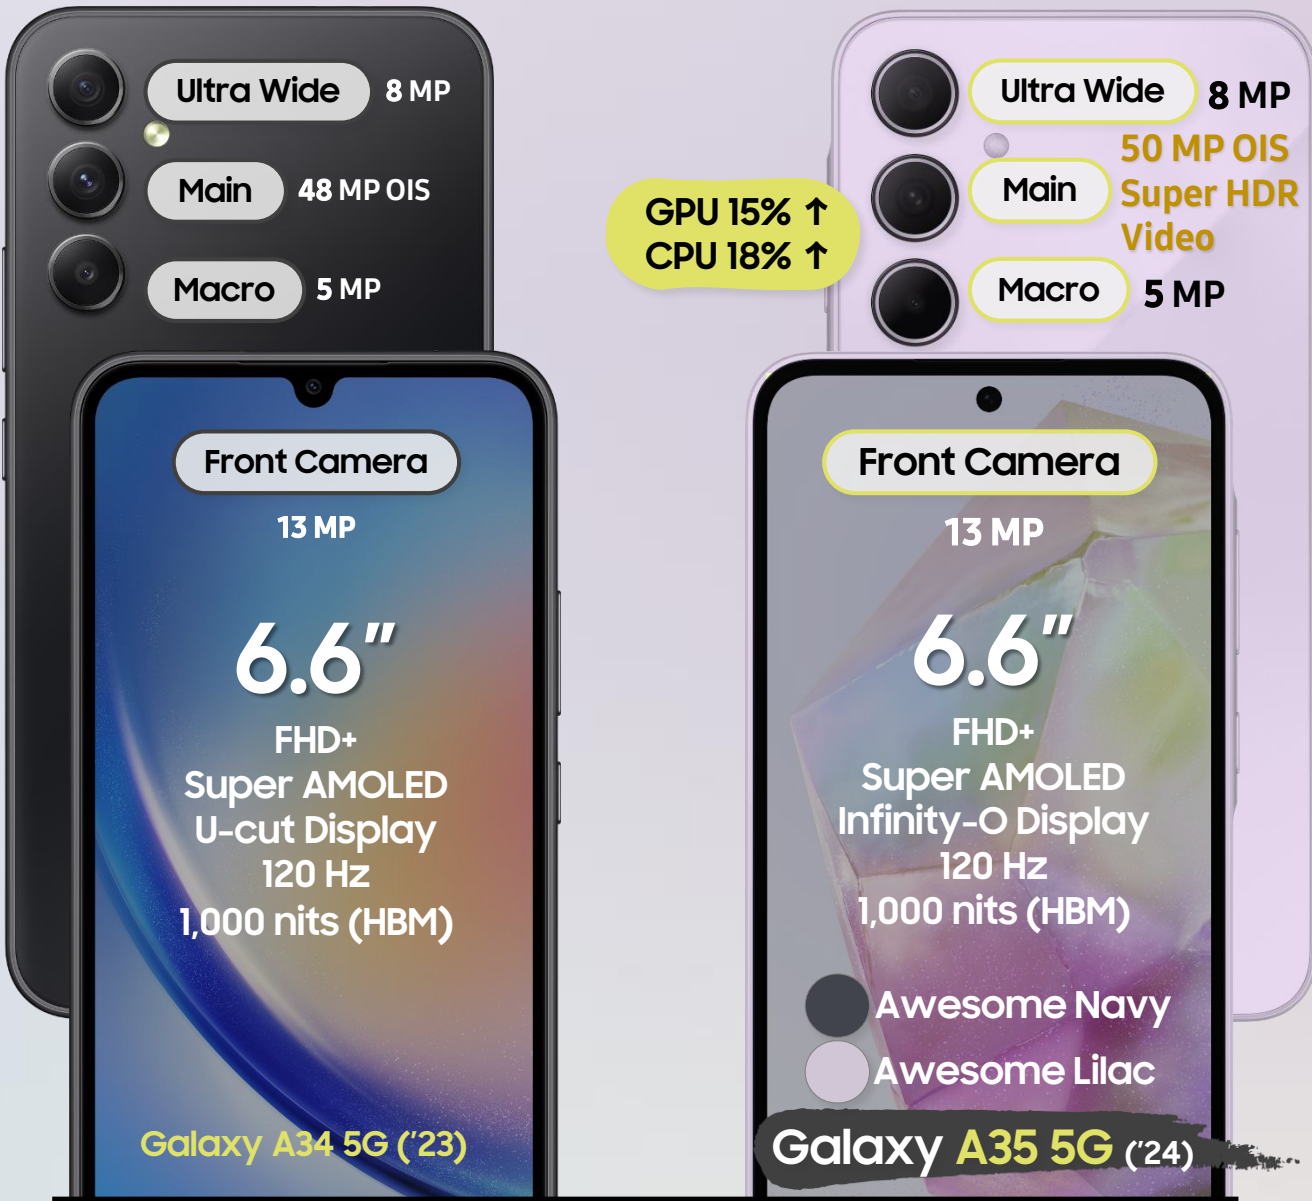 Ultra Wide 8 MP
Main 48 MP OIS
Macro 5 MP
Front Camera
13 MP
6.6"
FHD+
Super AMOLED
U-cut Display
120 Hz
1,000 nits (HBM)
Galaxy A34 5G ('23)
GPU 15% ↑
CPU 18% ↑
Ultra Wide 8 MP
Main 50 MP OIS
Super HDR
Video
Macro 5 MP
Front Camera
13 MP
6.6"
FHD+
Super AMOLED
Infinity-O Display
120 Hz
1,000 nits (HBM)
Awesome Navy
Awesome Lilac
Galaxy A35 5G ('24)